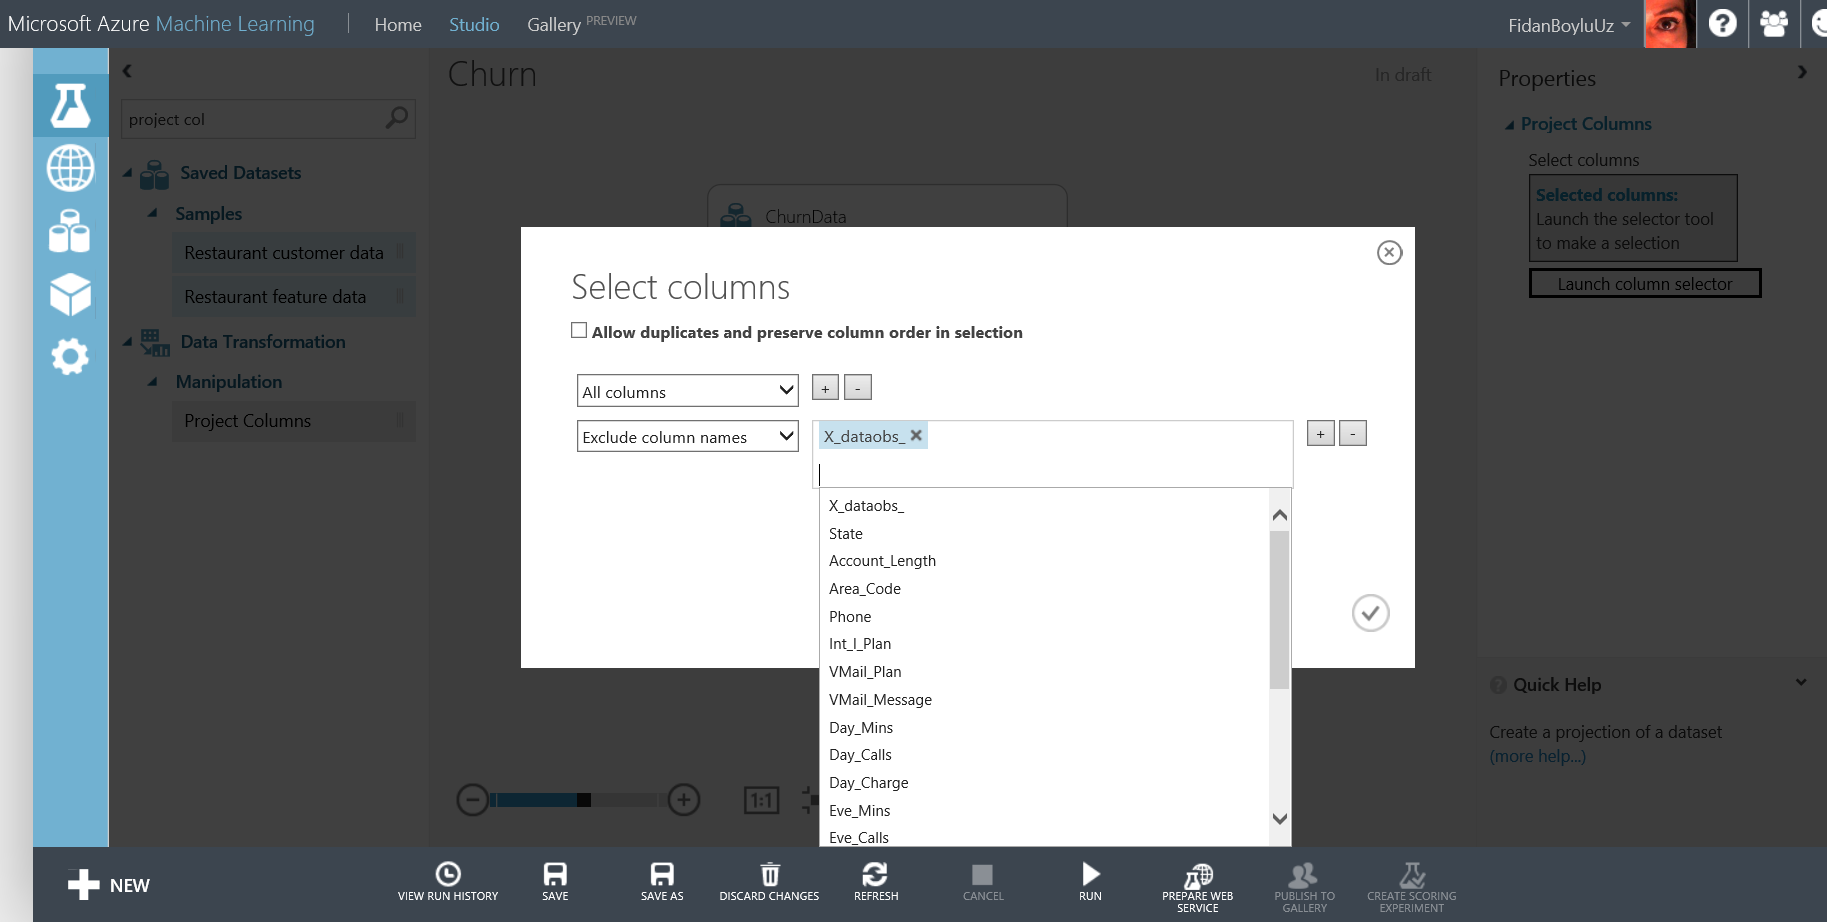 Microsoft Azure Machine Learning
Home
Studio
Gallery PREVIEW
FidanBoyluUz
project col
Saved Datasets
Samples
Restaurant customer data
Restaurant feature data
Data Transformation
Manipulation
Project Columns
Churn
In draft
ChurnData
Select columns
Allow duplicates and preserve column order in selection
All columns
+
-
Exclude column names
X_dataobs_
+
-
X_dataobs_
State
Account_Length
Area_Code
Phone
Int_l_Plan
VMail_Plan
VMail_Message
Day_Mins
Day_Calls
Day_Charge
Eve_Mins
Eve_Calls
1:1
Properties
Project Columns
Select columns
Selected columns:
Launch the selector tool
to make a selection
Launch column selector
Quick Help
Create a projection of a dataset
(more help...)
NEW
VIEW RUN HISTORY
SAVE
SAVE AS
DISCARD CHANGES
REFRESH
CANCEL
RUN
PREPARE WEB
SERVICE
PUBLISH TO
GALLERY
CREATE SCORING
EXPERIMENT